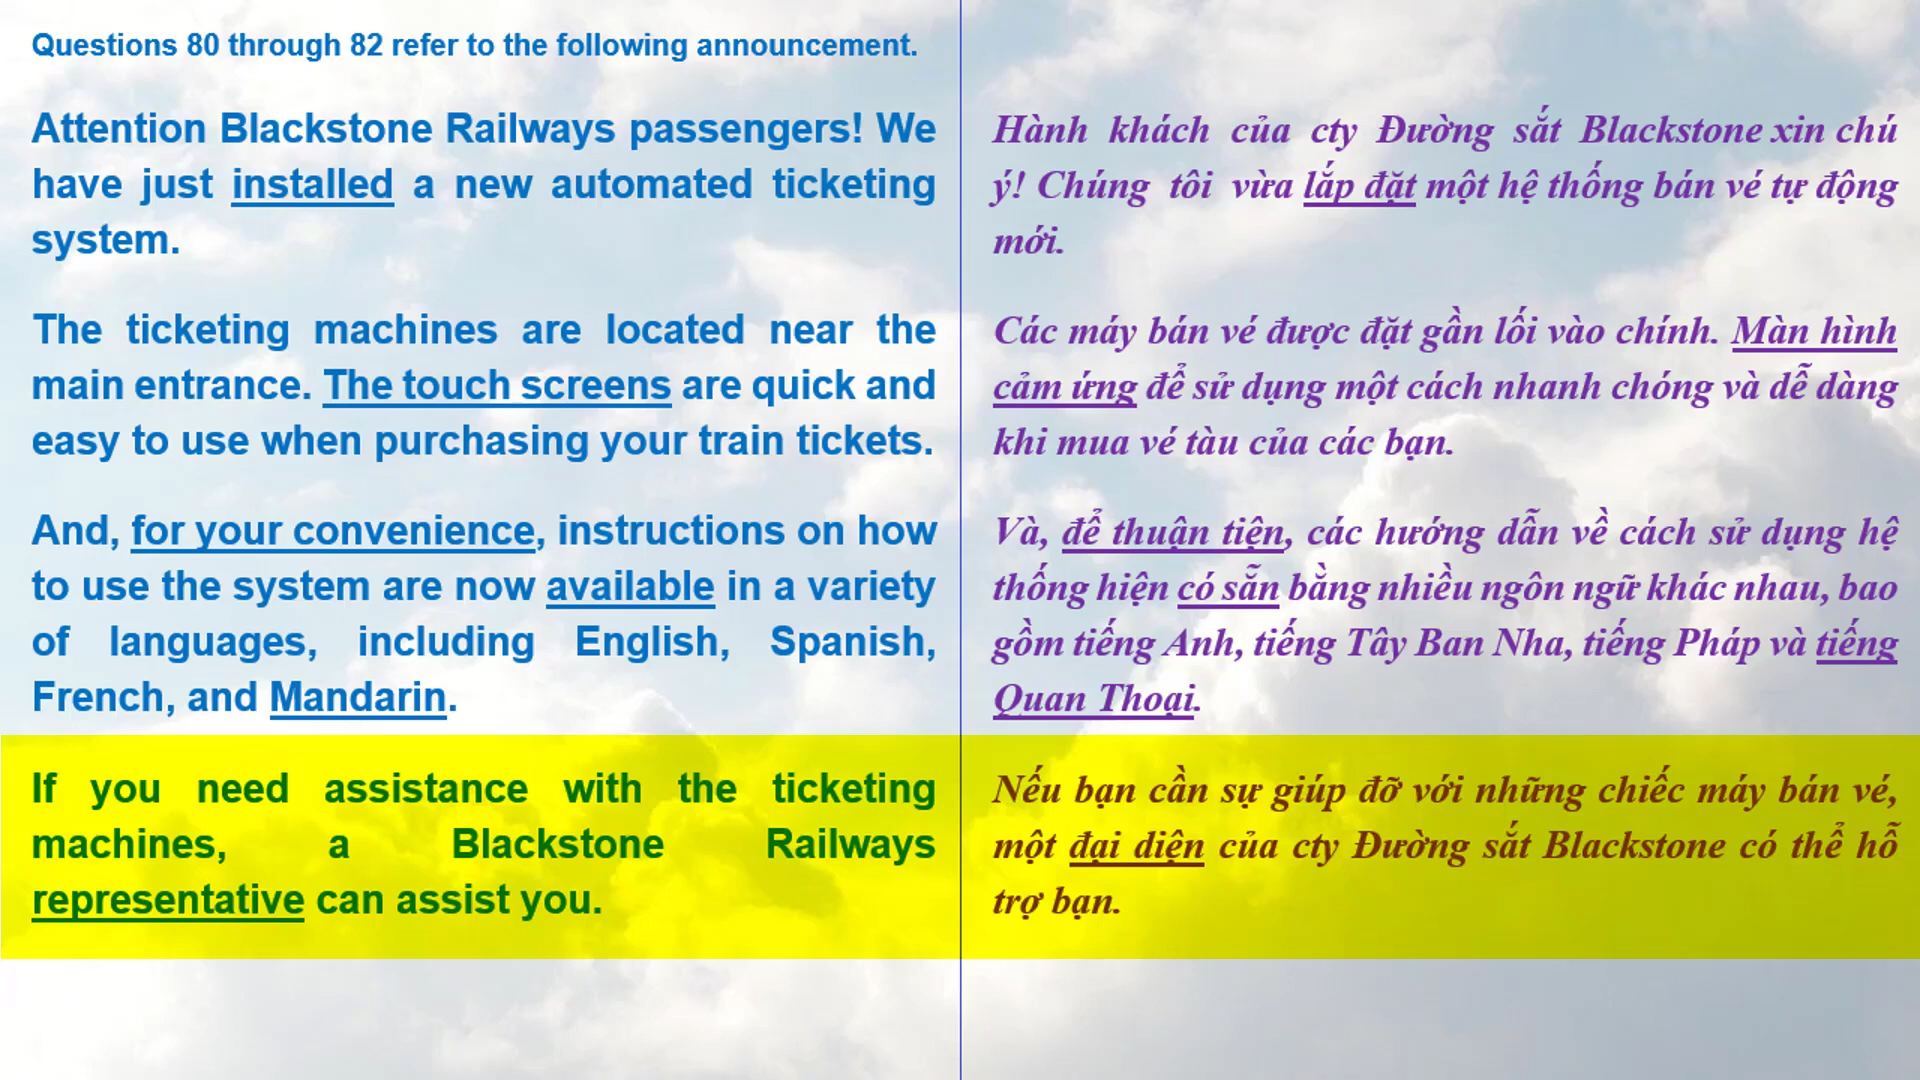 Questions 80 through 82 refer to the following announcement.
Attention Blackstone Railways passengers! We
have just installed a new automated ticketing
system.
The ticketing machines are located near the
main entrance. The touch screens are quick and
easy to use when purchasing your train tickets.
And, for your convenience, instructions on how
to use the system are now available in a variety
of languages, including English, Spanish,
French, and Mandarin.
If you need assistance with the ticketing
machines, a Blackstone Railways
representative can assist you.
Hành khách của cty Đường sắt Blackstone xin chú
ý! Chúng tôi vừa lắp đặt một hệ thống bán vé tự động
mới.
Các máy bán vé được đặt gần lối vào chính. Màn hình
cảm ứng để sử dụng một cách nhanh chóng và dễ dàng
khi mua vé tàu của các bạn.
Và, để thuận tiện, các hướng dẫn về cách sử dụng hệ
thống hiện có sẵn bằng nhiều ngôn ngữ khác nhau, bao
gồm tiếng Anh, tiếng Tây Ban Nha, tiếng Pháp và tiếng
Quan Thoại.
Nếu bạn cần sự giúp đỡ với những chiếc máy bán vé,
một đại diện của cty Đường sắt Blackstone có thể hỗ
trợ bạn.